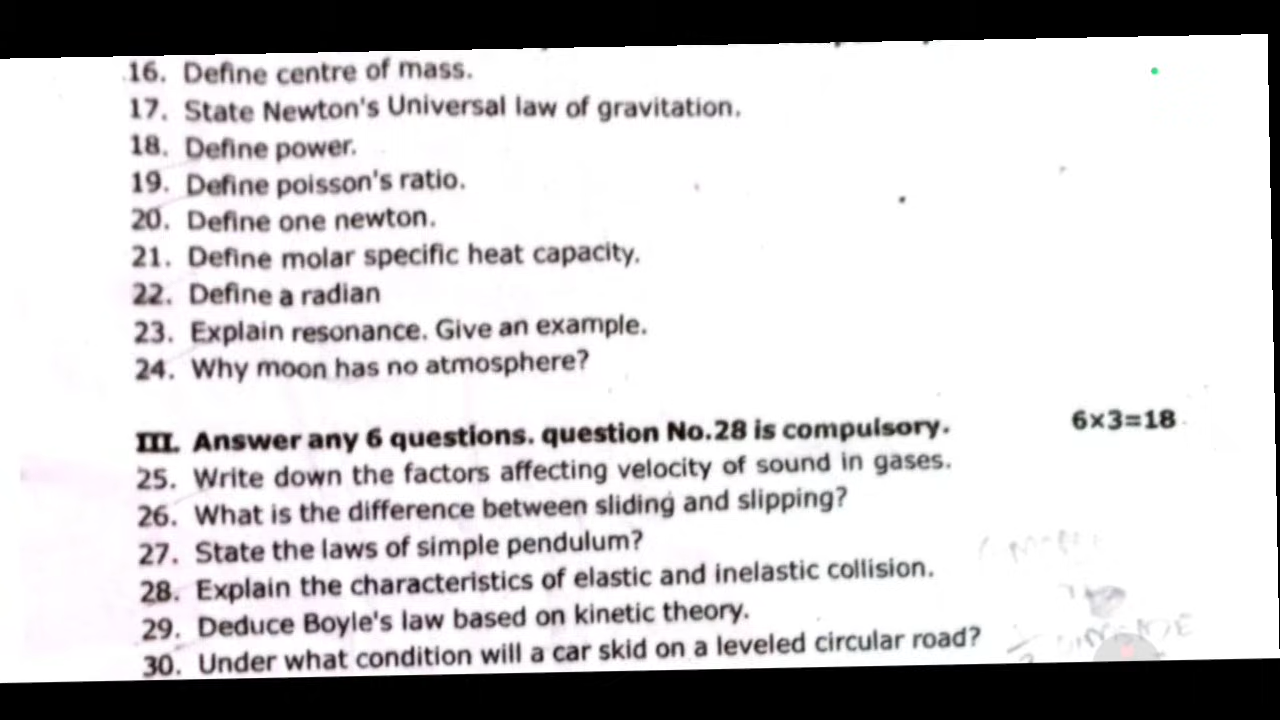 16. Define centre of mass.
17. State Newton's Universal law of gravitation.
18. Define power.
19. Define poisson's ratio.
20. Define one newton.
21. Define molar specific heat capacity.
22. Define a radian
23. Explain resonance. Give an example.
24. Why moon has no atmosphere?
III. Answer any 6 questions. question No.28 is compulsory. 6×3=18
25. Write down the factors affecting velocity of sound in gases.
26. What is the difference between sliding and slipping?
27. State the laws of simple pendulum?
28. Explain the characteristics of elastic and inelastic collision.
29. Deduce Boyle's law based on kinetic theory.
30. Under what condition will a car skid on a leveled circular road?